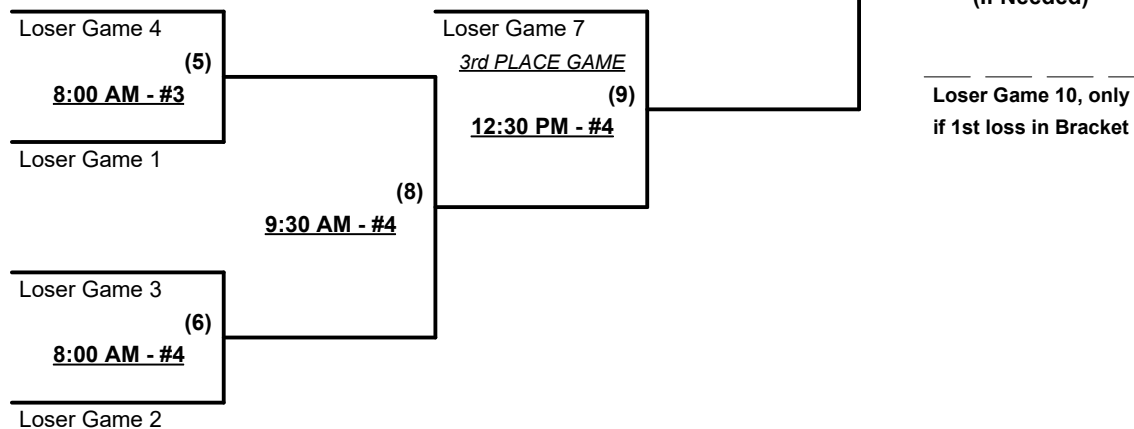 (If Needed)
Loser Game 4
Loser Game 7
(5)
3rd PLACE GAME
8:00 AM - #3
(9)
Loser Game 10, only
12:30 PM - #4
if 1st loss in Bracket
Loser Game 1
(8)
9:30 AM - #4
Loser Game 3
(6)
8:00 AM - #4
Loser Game 2